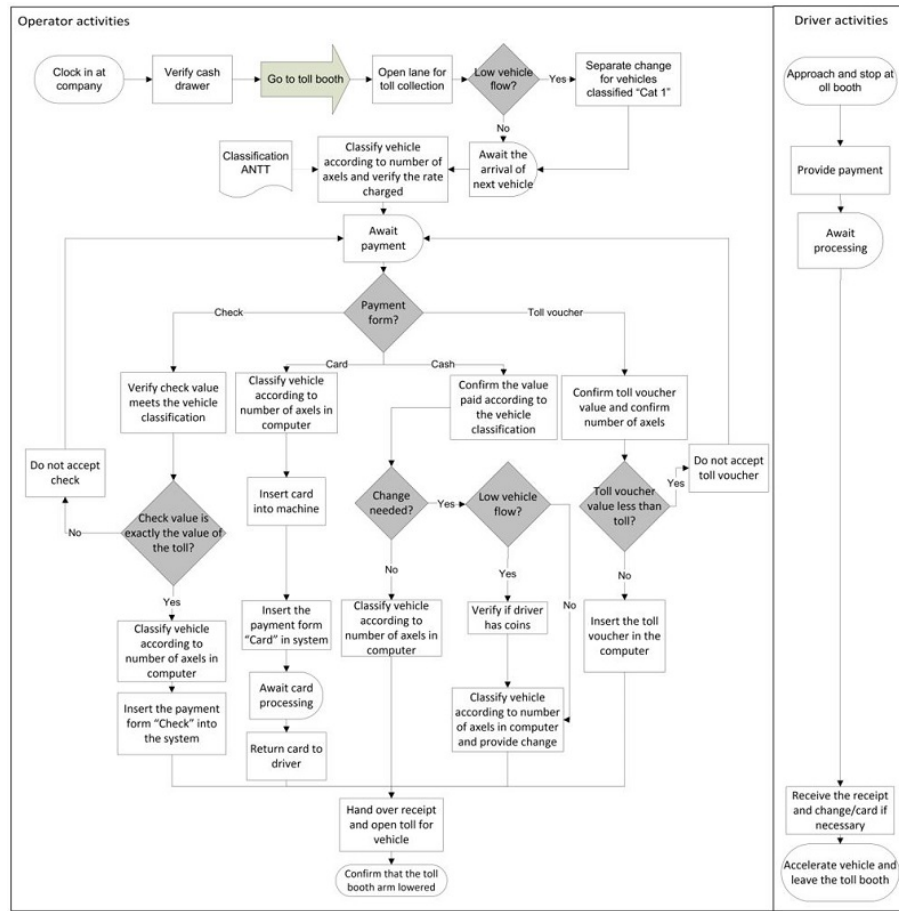 Operator activities
Driver activities
Clock in at
company
Verify cash
drawer
Go to toll booth
Open lane for
toll collection
Low vehicle
flow?
Yes
Separate change
for vehicles
classified “Cat 1”
No
Classification
ANTT
Classify vehicle
according to number of
axels and verify the rate
charged
Await the
arrival of
next vehicle
Await
payment
Payment
form?
Check
Toll voucher
Card
Cash
Verify check value
meets the vehicle
classification
Classify vehicle
according to
number of axels in
computer
Confirm the value
paid according to
the vehicle
classification
Confirm toll voucher
value and confirm
number of axels
Do not accept
check
No
Check value is
exactly the value of
the toll?
Yes
Insert card
into machine
Change
needed?
Yes
Low vehicle
flow?
Toll voucher
value less than
toll?
Yes
Do not accept
toll voucher
No
Yes
No
No
Classify vehicle
according to
number of axels in
computer
Insert the
payment form
“Card” in system
Classify vehicle
according to
number of axels in
computer
Verify if driver
has coins
Insert the toll
voucher in the
computer
Insert the payment
form “Check” into
the system
Await card
processing
Return card to
driver
Classify vehicle
according to number
of axels in computer
and provide change
Hand over receipt
and open toll for
vehicle
Confirm that the toll
booth arm lowered
Approach and stop at
oll booth
Provide payment
Await
processing
Receive the receipt
and change/card if
necessary
Accelerate vehicle and
leave the toll booth